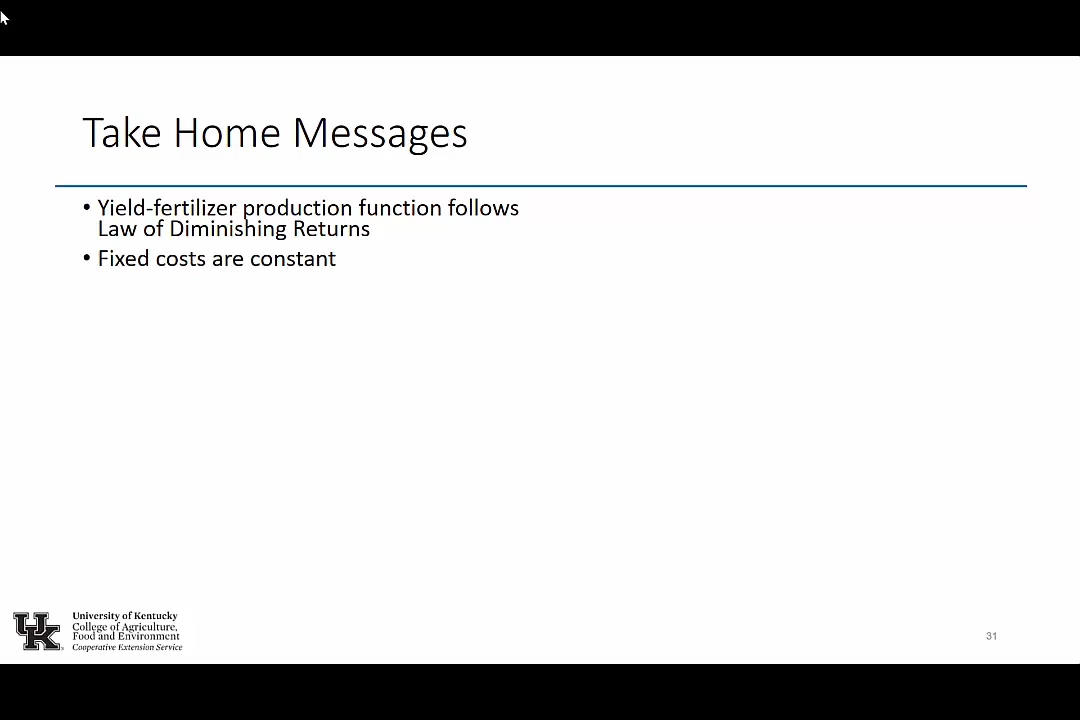 Take Home Messages
• Yield-fertilizer production function follows
Law of Diminishing Returns
• Fixed costs are constant
UK
University of Kentucky
College of Agriculture,
Food and Environment
Cooperative Extension Service
31